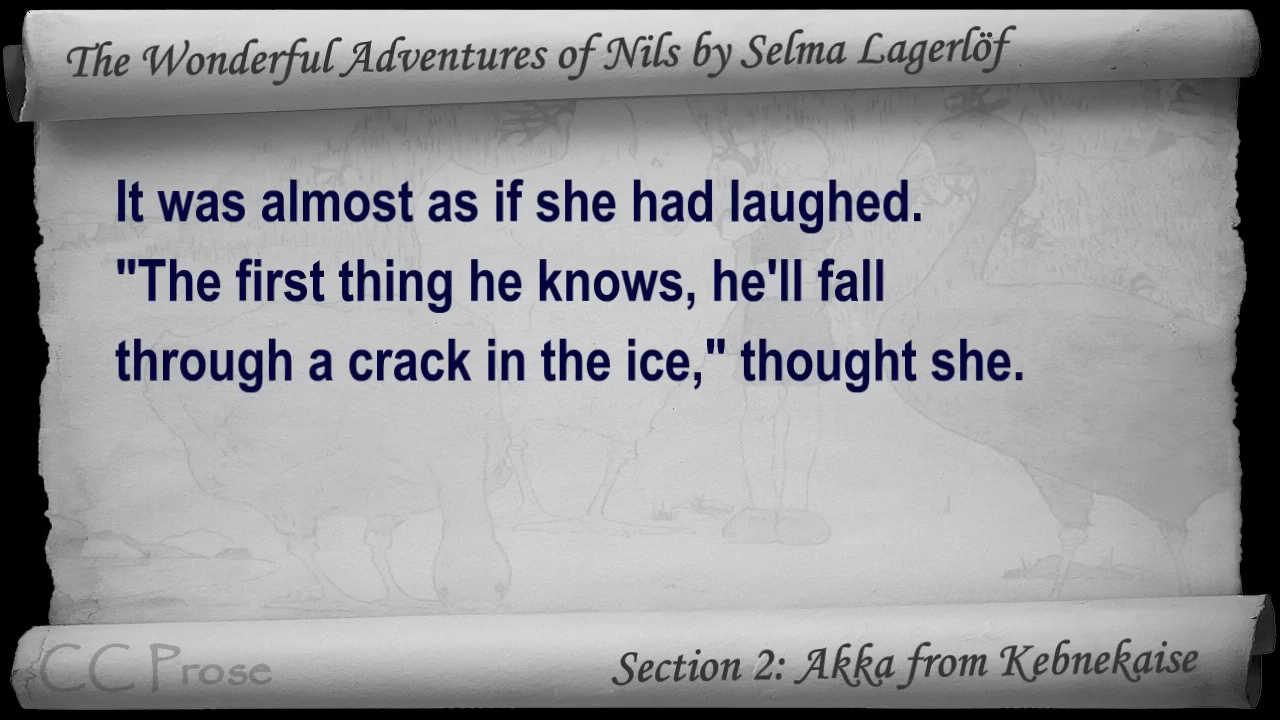 The Wonderful Adventures of Nils by Selma Lagerlöf
It was almost as if she had laughed.
"The first thing he knows, he'll fall
through a crack in the ice," thought she.
CC Prose
Section 2: Akka from Kebnekaise